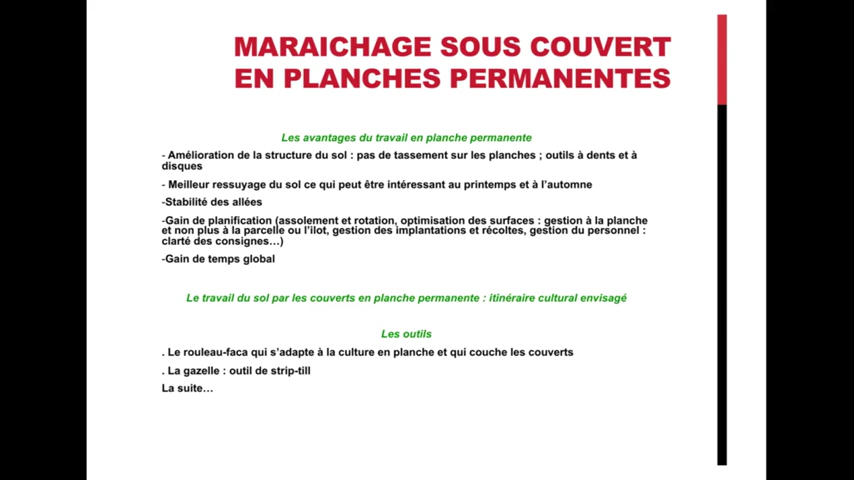 MARAICHAGE SOUS COUVERT
EN PLANCHES PERMANENTES
Les avantages du travail en planche permanente
- Amélioration de la structure du sol : pas de tassement sur les planches ; outils à dents et à
disques
- Meilleur ressuyage du sol ce qui peut être intéressant au printemps et à l'automne
-Stabilité des allées
-Gain de planification (assolement et rotation, optimisation des surfaces : gestion à la planche
et non plus à la parcelle ou l'ilot, gestion des implantations et récoltes, gestion du personnel :
clarté des consignes…)
-Gain de temps global
Le travail du sol par les couverts en planche permanente : itinéraire cultural envisagé
Les outils
. Le rouleau-faca qui s'adapte à la culture en planche et qui couche les couverts
. La gazelle : outil de strip-till
La suite…